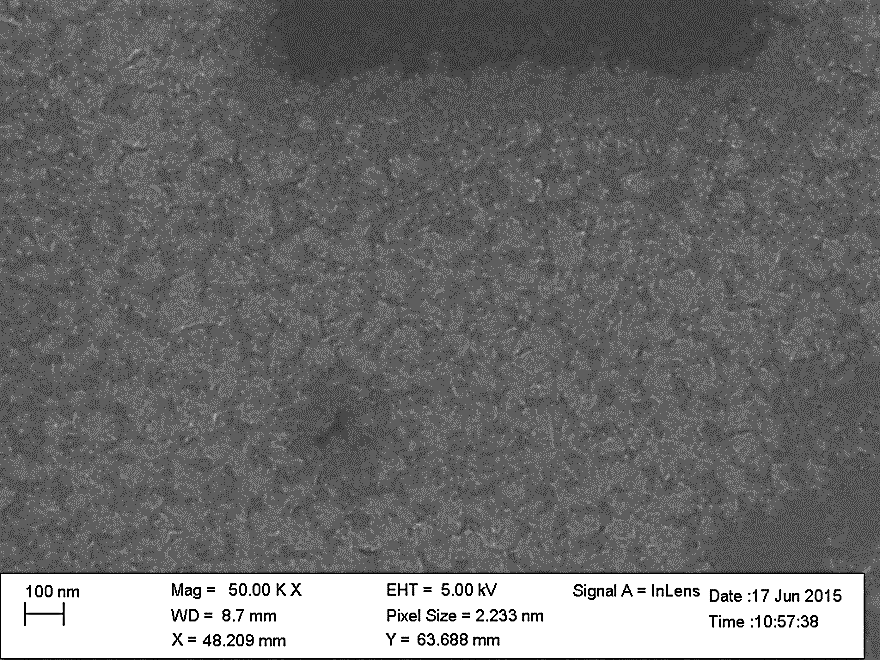 100 nm
Mag = 50.00 K X
EHT = 5.00 kV
Signal A = InLens
Date :17 Jun 2015
WD = 8.7 mm
Pixel Size = 2.233 nm
Time :10:57:38
X = 48.209 mm
Y = 63.688 mm